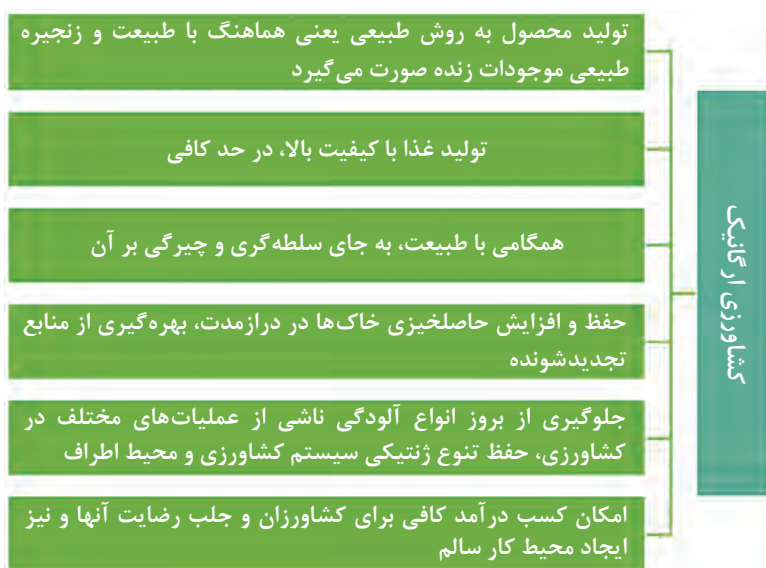 کشاورزی ارگانیک
تولید محصول به روش طبیعی یعنی هماهنگ با طبیعت و زنجیره
طبیعی موجودات زنده صورت می‌گیرد
تولید غذا با کیفیت بالا، در حد کافی
همگامی با طبیعت، به جای سلطه‌گری و چیرگی بر آن
حفظ و افزایش حاصلخیزی خاک‌ها در درازمدت، بهره‌گیری از منابع
تجدیدشونده
جلوگیری از بروز انواع آلودگی ناشی از عملیات‌های مختلف در
کشاورزی، حفظ تنوع ژنتیکی سیستم کشاورزی و محیط اطراف
امکان کسب درآمد کافی برای کشاورزان و جلب رضایت آنها و نیز
ایجاد محیط کار سالم